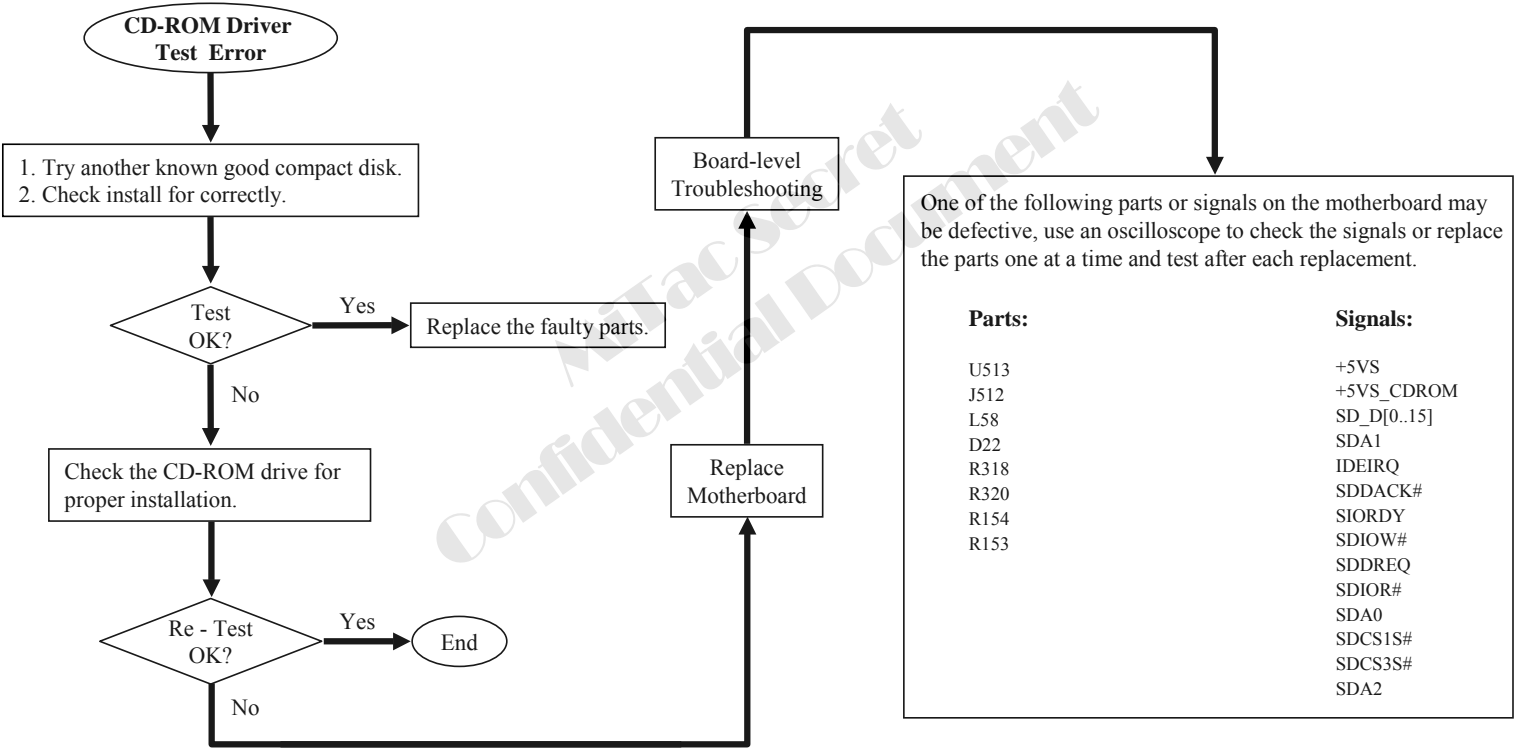 CD-ROM Driver
Test Error
1. Try another known good compact disk.
2. Check install for correctly.
Test
OK?
Yes
Replace the faulty parts.
No
Check the CD-ROM drive for
proper installation.
Re - Test
OK?
Yes
End
No
Replace
Motherboard
Board-level
Troubleshooting
One of the following parts or signals on the motherboard may
be defective, use an oscilloscope to check the signals or replace
the parts one at a time and test after each replacement.
Parts:
U513
J512
L58
D22
R318
R320
R154
R153
Signals:
+5VS
+5VS_CDROM
SD_D[0..15]
SDA1
IDEIRQ
SDDACK#
SIORDY
SDIOW#
SDDREQ
SDIOR#
SDA0
SDCS1S#
SDCS3S#
SDA2
MiTac Secret
Confidential Document